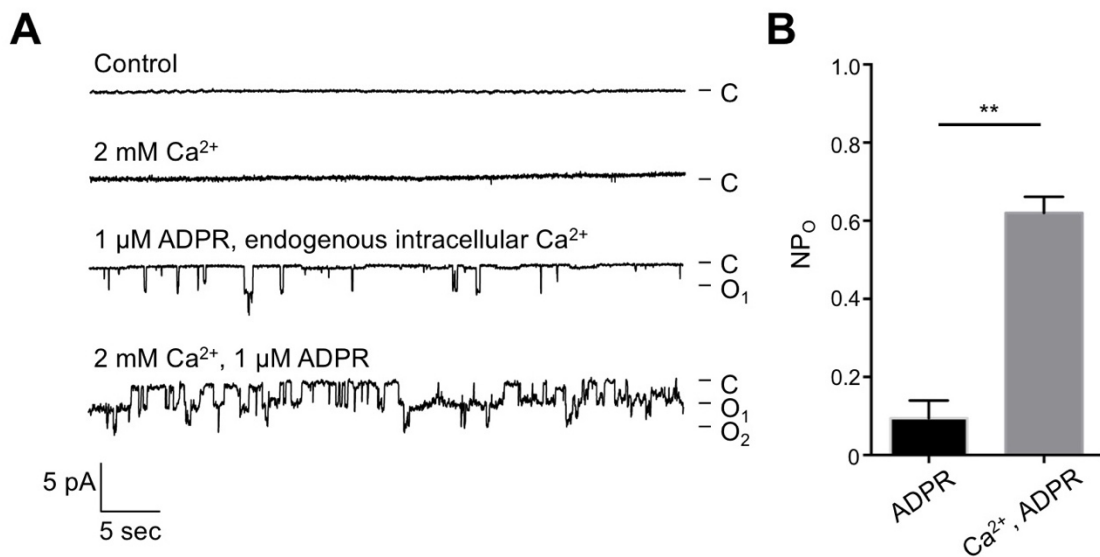 A
Control
C
2 mM Ca²⁺
C
1 µM ADPR, endogenous intracellular Ca²⁺
C
O₁
2 mM Ca²⁺, 1 µM ADPR
C
O₁
O₂
5 pA
5 sec
B
1.0
**
0.8
0.6
NP_O
0.4
0.2
0
ADPR
Ca²⁺, ADPR